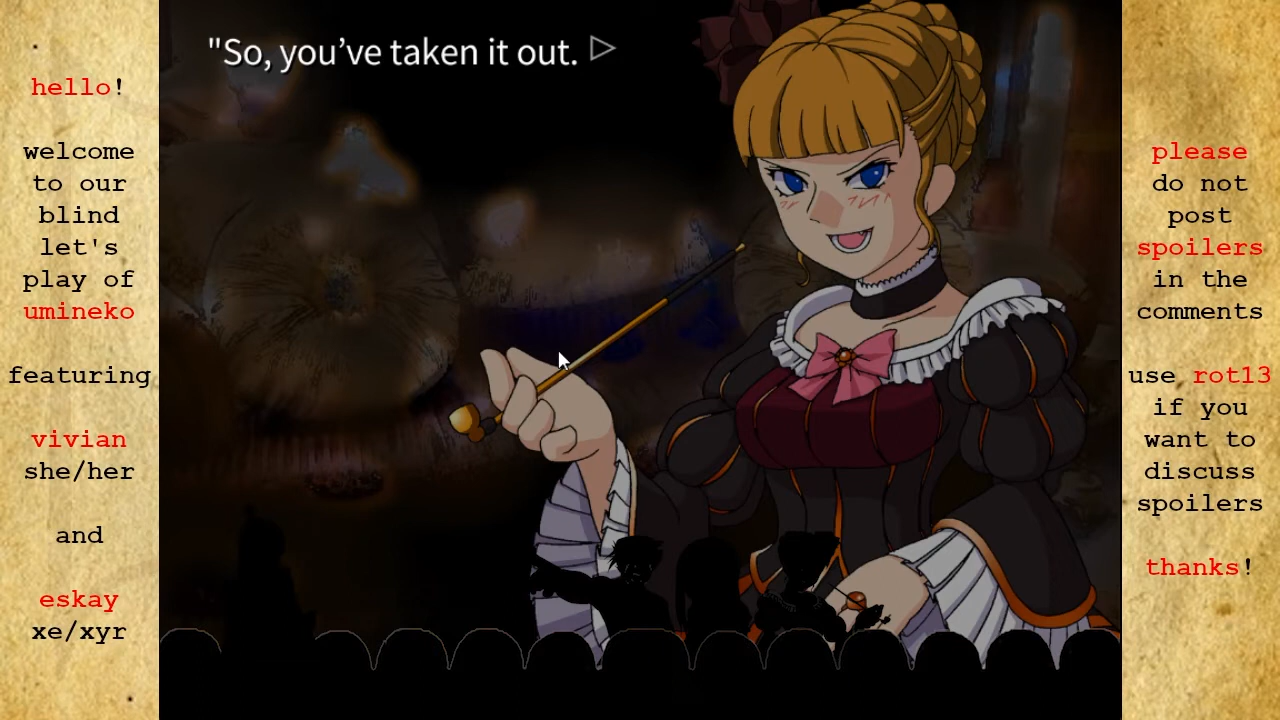 hello!
welcome
to our
blind
let's
play of
umineko
featuring
vivian
she/her
and
eskay
xe/xyr
"So, you’ve taken it out.
please
do not
post
spoilers
in the
comments
use rot13
if you
want to
discuss
spoilers
thanks!